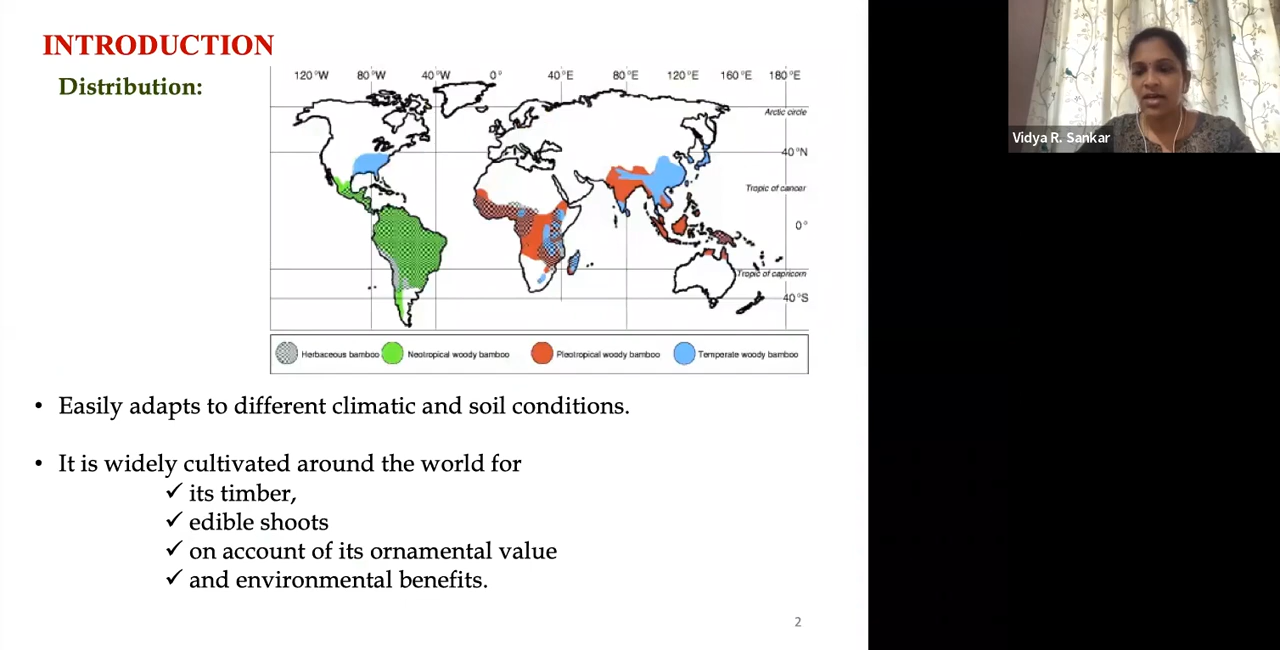 INTRODUCTION
Distribution:
120°W 80°W 40°W 0° 40°E 80°E 120°E 160°E 180°E
Arctic circle
40°N
Tropic of cancer
0°
Tropic of capricorn
40°S
Herbaceous bamboo Neotropical woody bamboo Pleotropical woody bamboo Temperate woody bamboo
• Easily adapts to different climatic and soil conditions.
• It is widely cultivated around the world for
✓ its timber,
✓ edible shoots
✓ on account of its ornamental value
✓ and environmental benefits.
2
Vidya R. Sankar